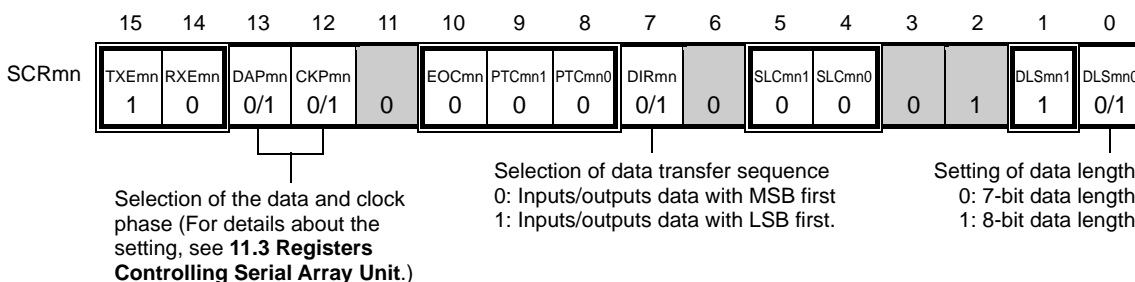 15 14 13 12 11 10 9 8 7 6 5 4 3 2 1 0
SCRmn
TXEmn RXEmn DAPmn CKPmn EOCmn PTCmn1 PTCmn0 DIRmn SLCmn1 SLCmn0 DLSmn1 DLSmn0
1 0 0/1 0/1 0 0 0 0 0/1 0 0 0 0 1 1 0/1
Selection of the data and clock
phase (For details about the
setting, see 11.3 Registers
Controlling Serial Array Unit.)
Selection of data transfer sequence
0: Inputs/outputs data with MSB first
1: Inputs/outputs data with LSB first.
Setting of data length
0: 7-bit data length
1: 8-bit data length